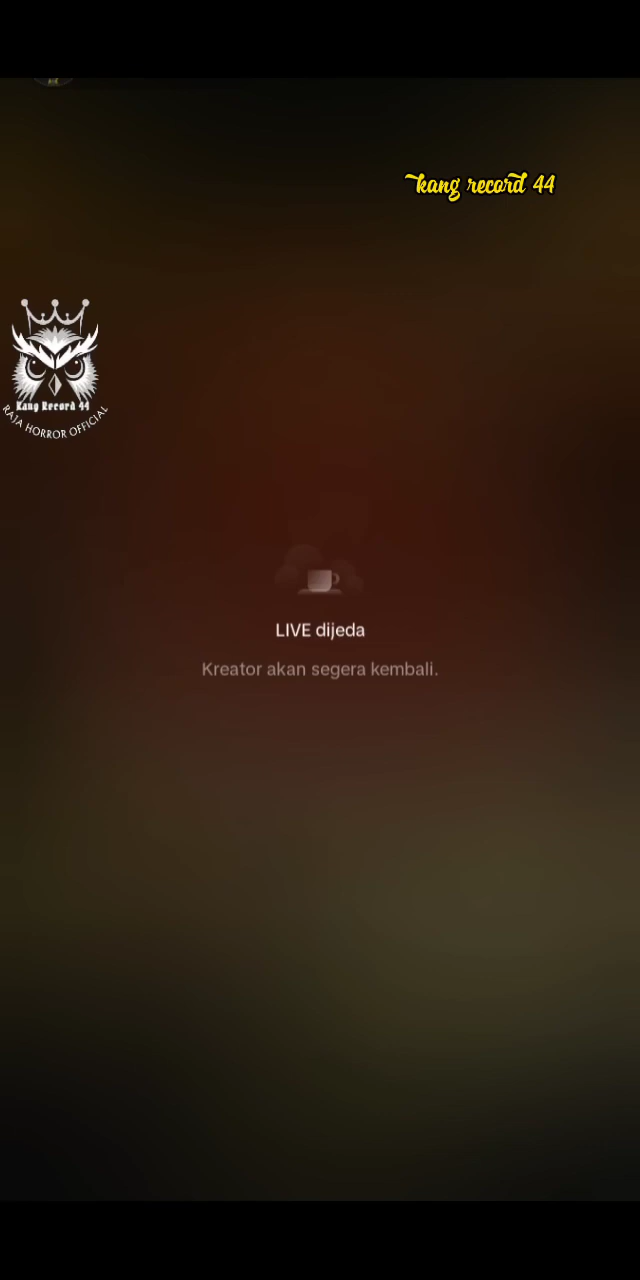 kang record 44
Kang Record 44
RAJA HORROR OFFICIAL
LIVE dijeda
Kreator akan segera kembali.